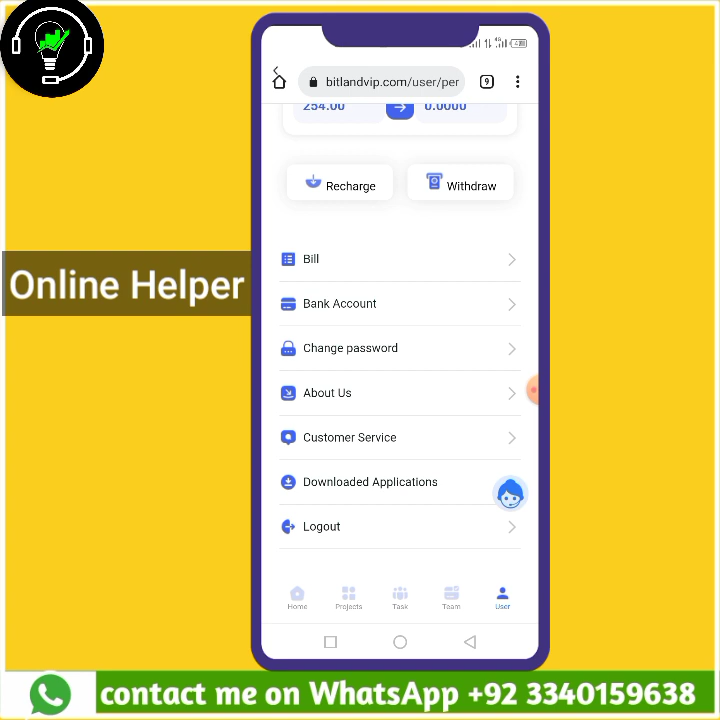 bitlandvip.com/user/per
9
254.00
0.0000
Recharge
Withdraw
Bill
Online Helper
Bank Account
Change password
About Us
Customer Service
Downloaded Applications
Logout
Home Projects Task Team User
contact me on WhatsApp +92 3340159638